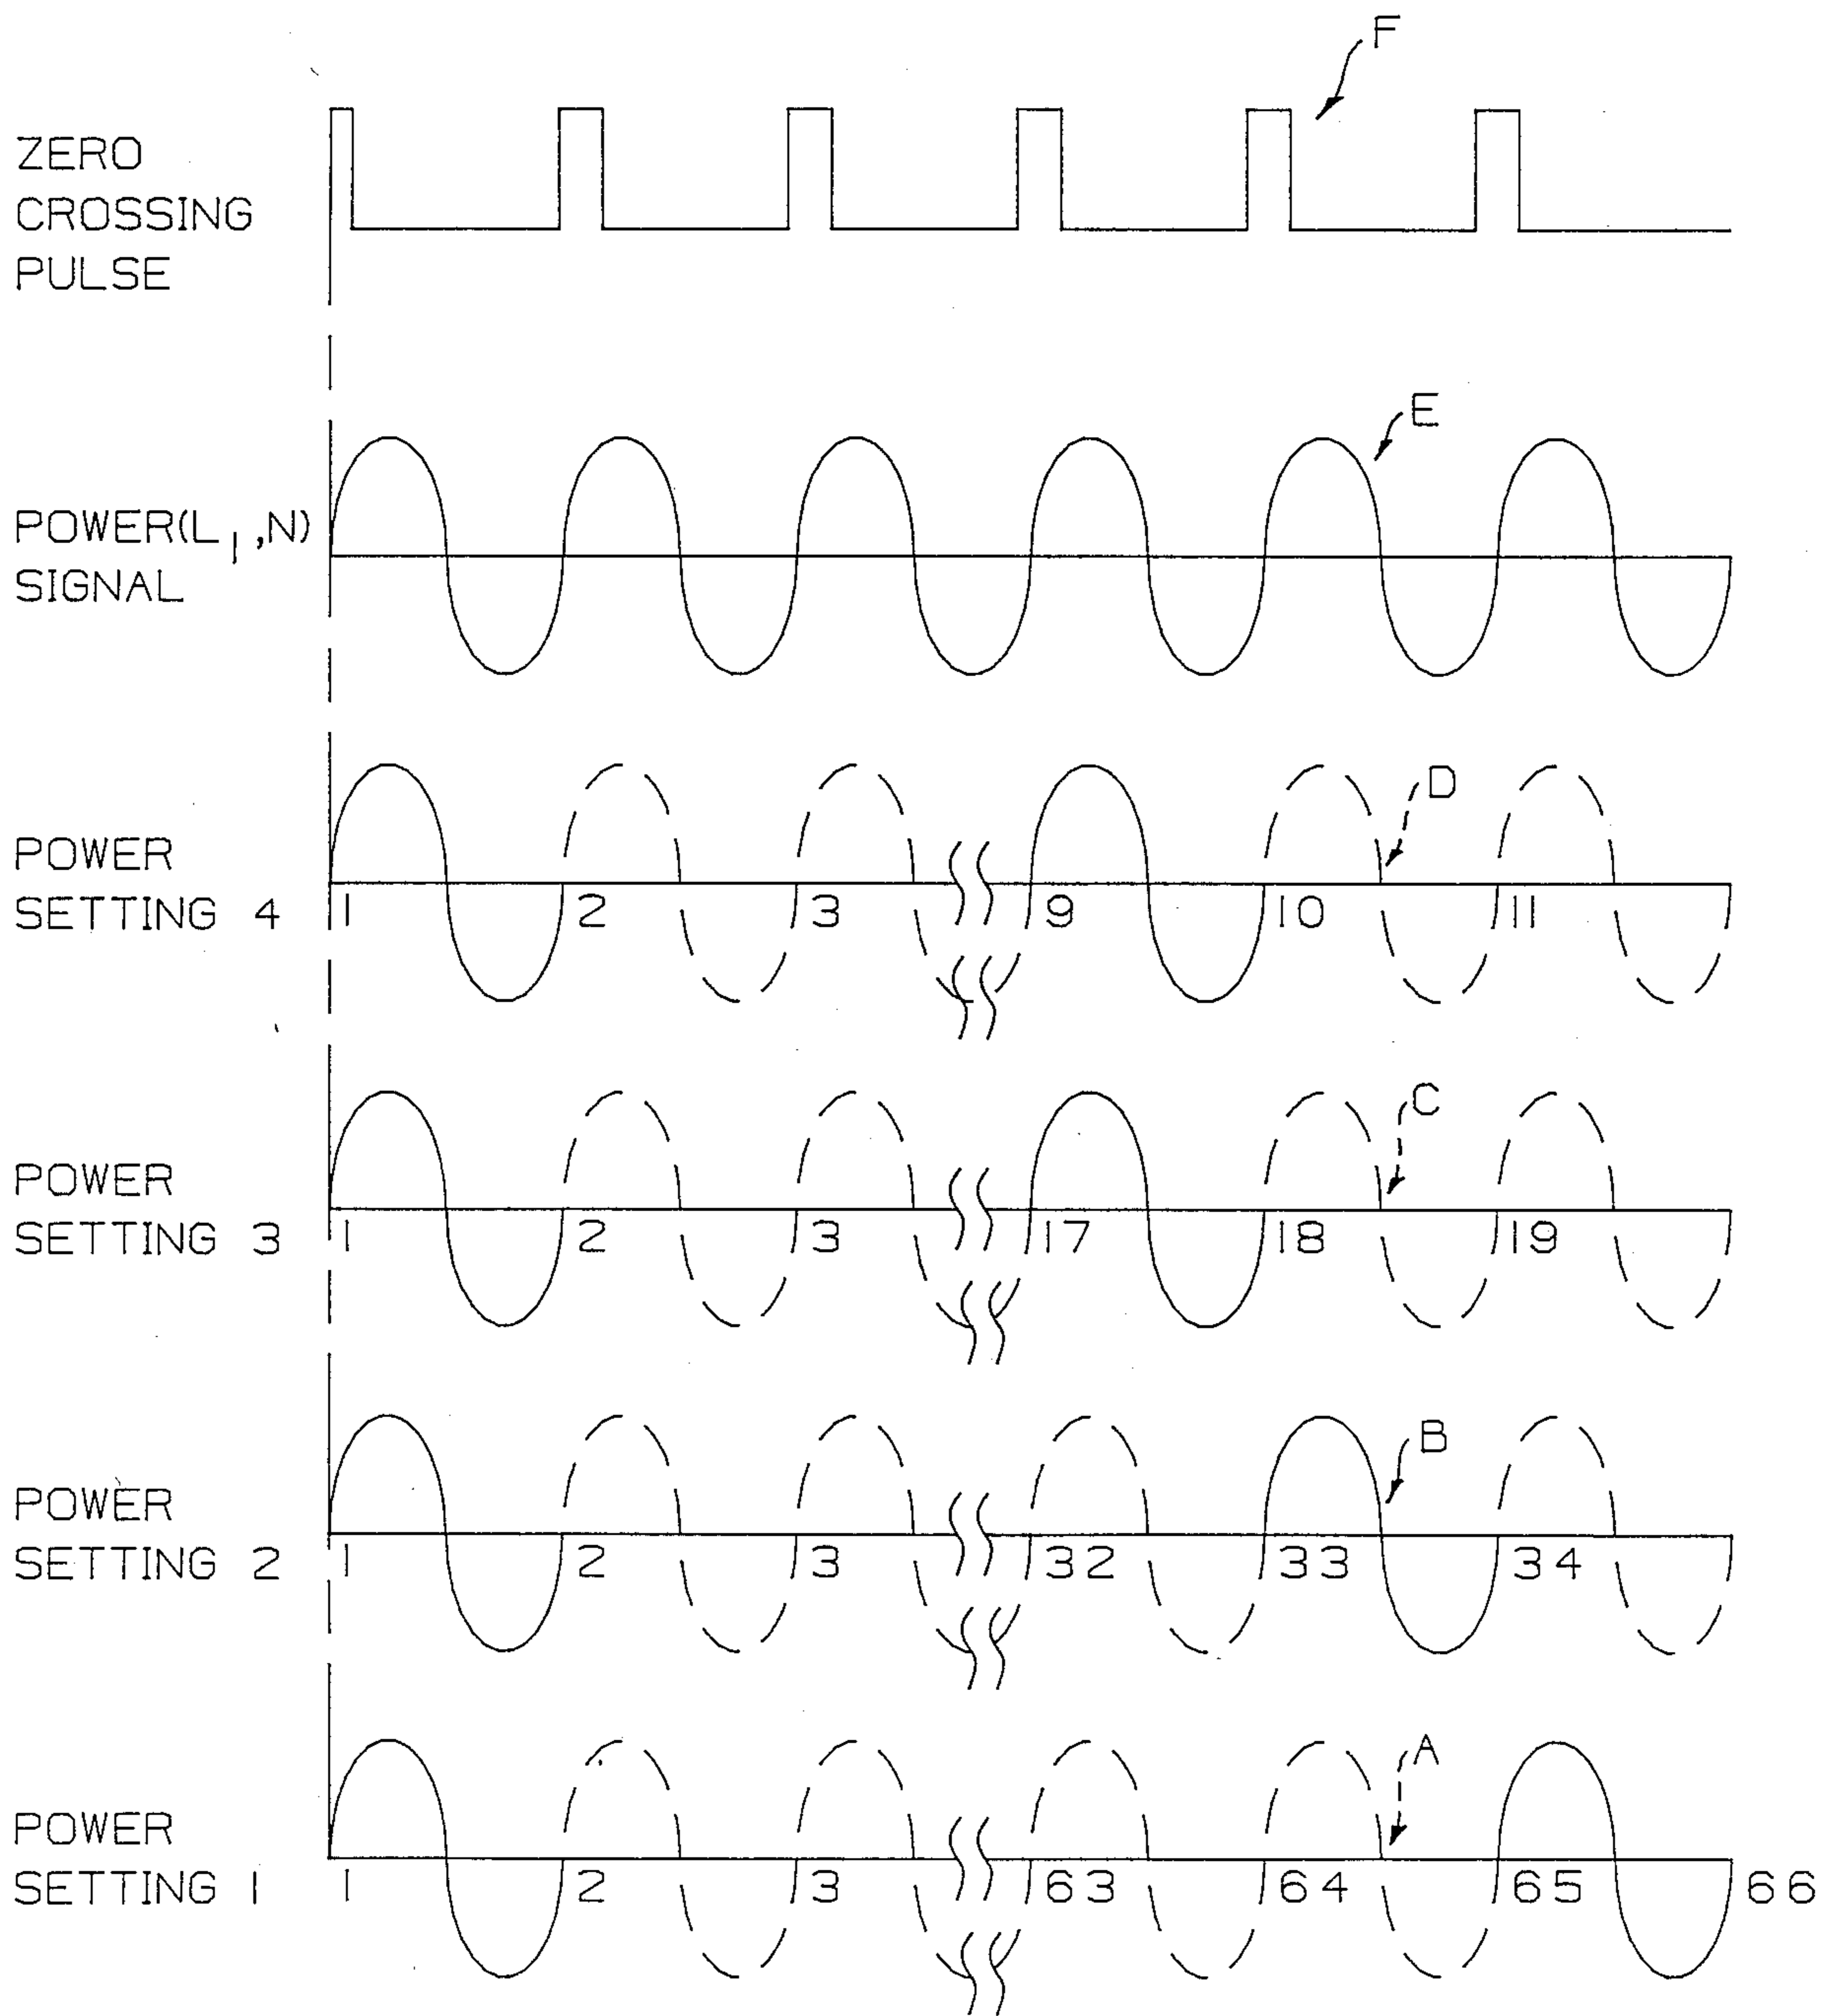 F
ZERO
CROSSING
PULSE
E
POWER(L1,N)
SIGNAL
D
POWER
SETTING 4
1 2 3 9 10 11
C
POWER
SETTING 3
1 2 3 17 18 19
B
POWER
SETTING 2
1 2 3 32 33 34
A
POWER
SETTING 1
1 2 3 63 64 65 66